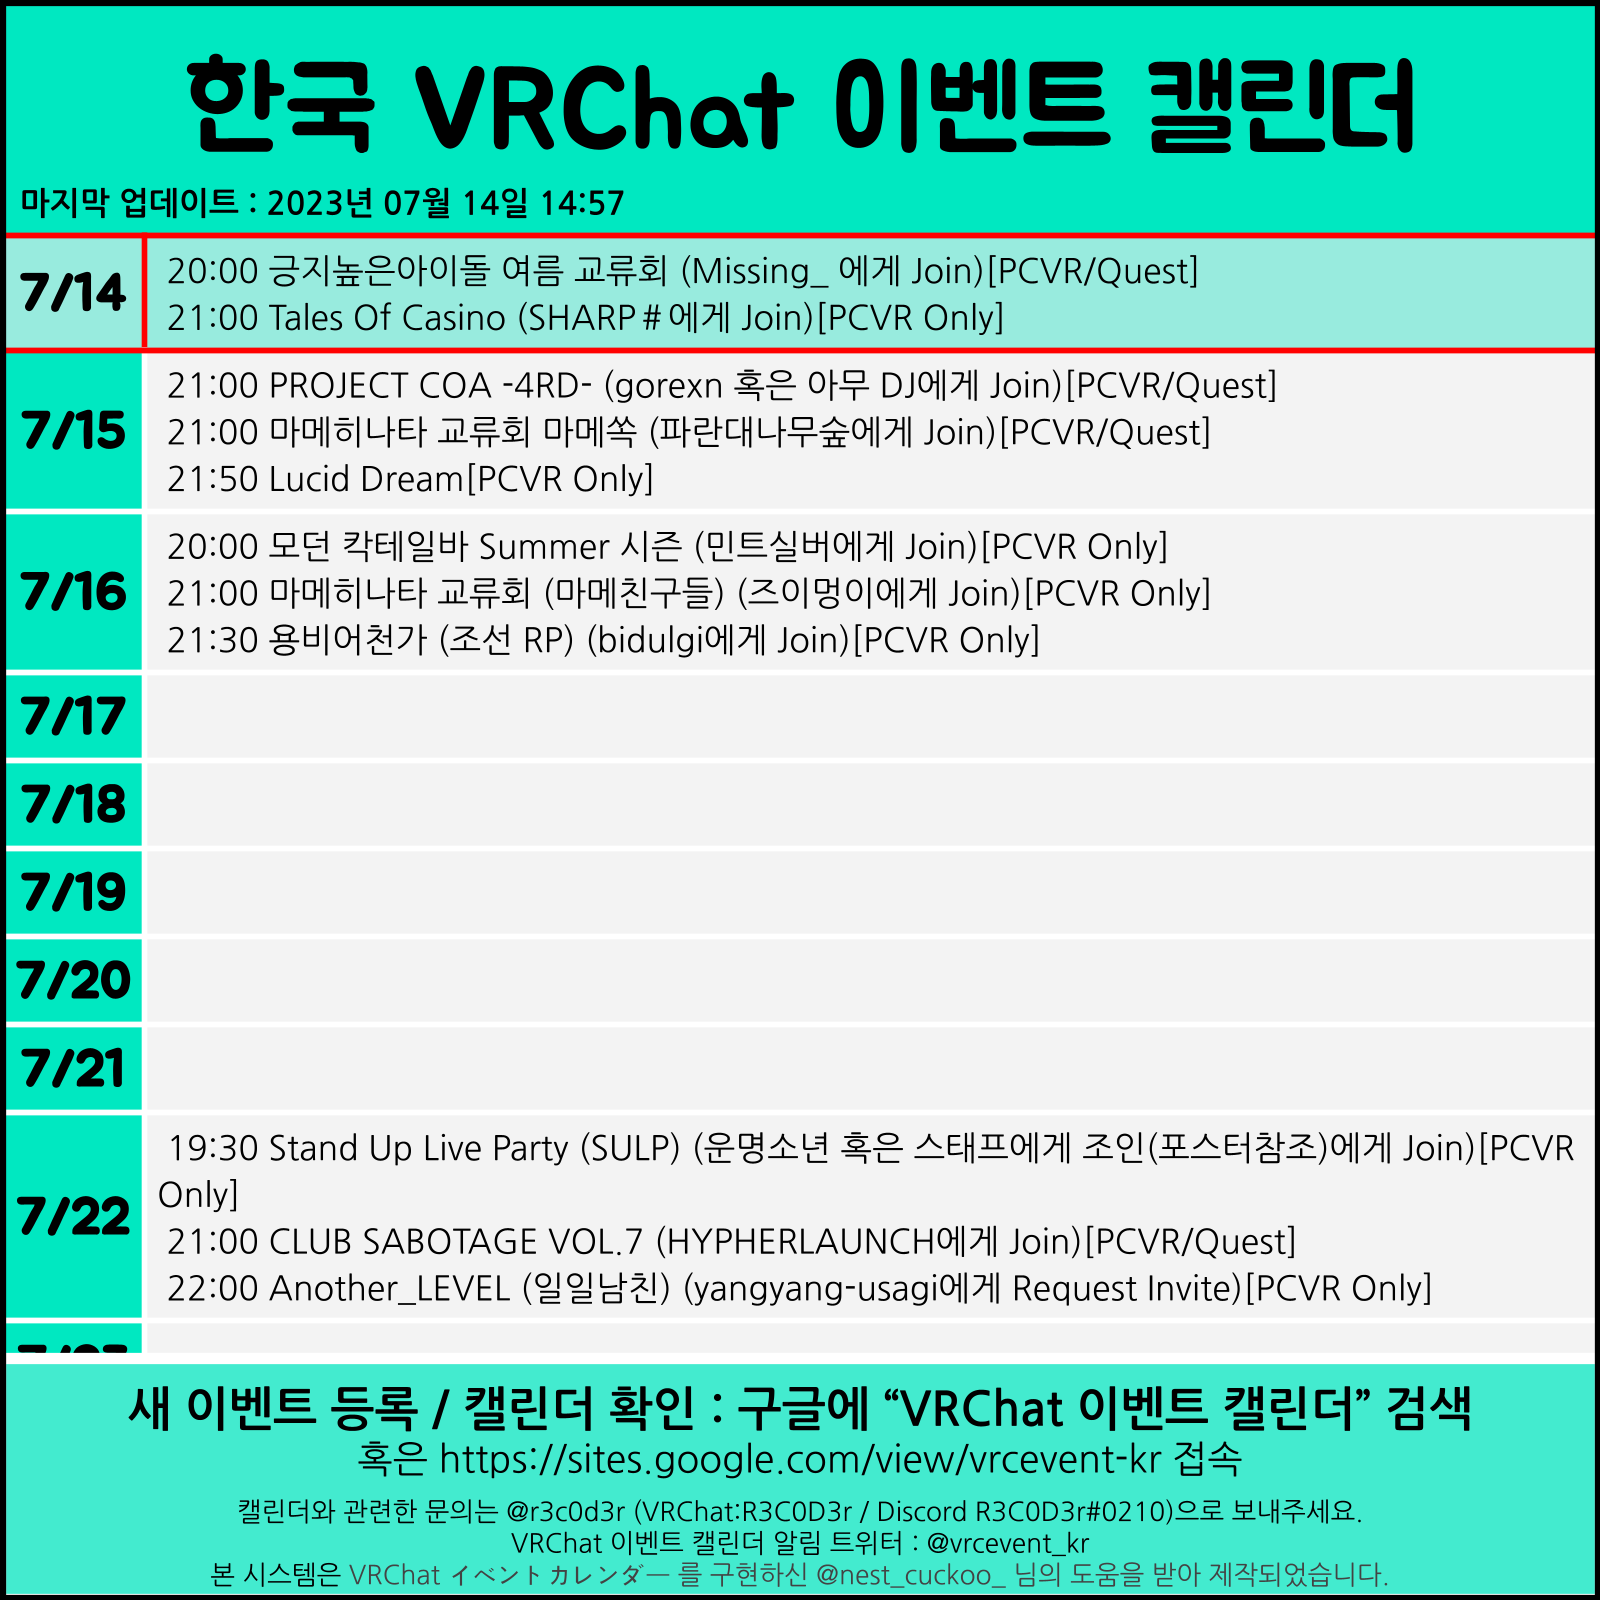 한국 VRChat 이벤트 캘린더
마지막 업데이트 : 2023년 07월 14일 14:57
7/14
20:00 긍지높은아이돌 여름 교류회 (Missing_ 에게 Join)[PCVR/Quest]
21:00 Tales Of Casino (SHARP＃에게 Join)[PCVR Only]
7/15
21:00 PROJECT COA -4RD- (gorexn 혹은 아무 DJ에게 Join)[PCVR/Quest]
21:00 마메히나타 교류회 마메쏙 (파란대나무숲에게 Join)[PCVR/Quest]
21:50 Lucid Dream[PCVR Only]
7/16
20:00 모던 칵테일바 Summer 시즌 (민트실버에게 Join)[PCVR Only]
21:00 마메히나타 교류회 (마메친구들) (즈이멍이에게 Join)[PCVR Only]
21:30 용비어천가 (조선 RP) (bidulgi에게 Join)[PCVR Only]
7/17
7/18
7/19
7/20
7/21
7/22
19:30 Stand Up Live Party (SULP) (운명소년 혹은 스태프에게 조인(포스터참조)에게 Join)[PCVR
Only]
21:00 CLUB SABOTAGE VOL.7 (HYPHERLAUNCH에게 Join)[PCVR/Quest]
22:00 Another_LEVEL (일일남친) (yangyang-usagi에게 Request Invite)[PCVR Only]
새 이벤트 등록 / 캘린더 확인 : 구글에 “VRChat 이벤트 캘린더” 검색
혹은 https://sites.google.com/view/vrcevent-kr 접속
캘린더와 관련한 문의는 @r3c0d3r (VRChat:R3C0D3r / Discord R3C0D3r#0210)으로 보내주세요.
VRChat 이벤트 캘린더 알림 트위터 : @vrcevent_kr
본 시스템은 VRChat イベントカレンダー 를 구현하신 @nest_cuckoo_ 님의 도움을 받아 제작되었습니다.